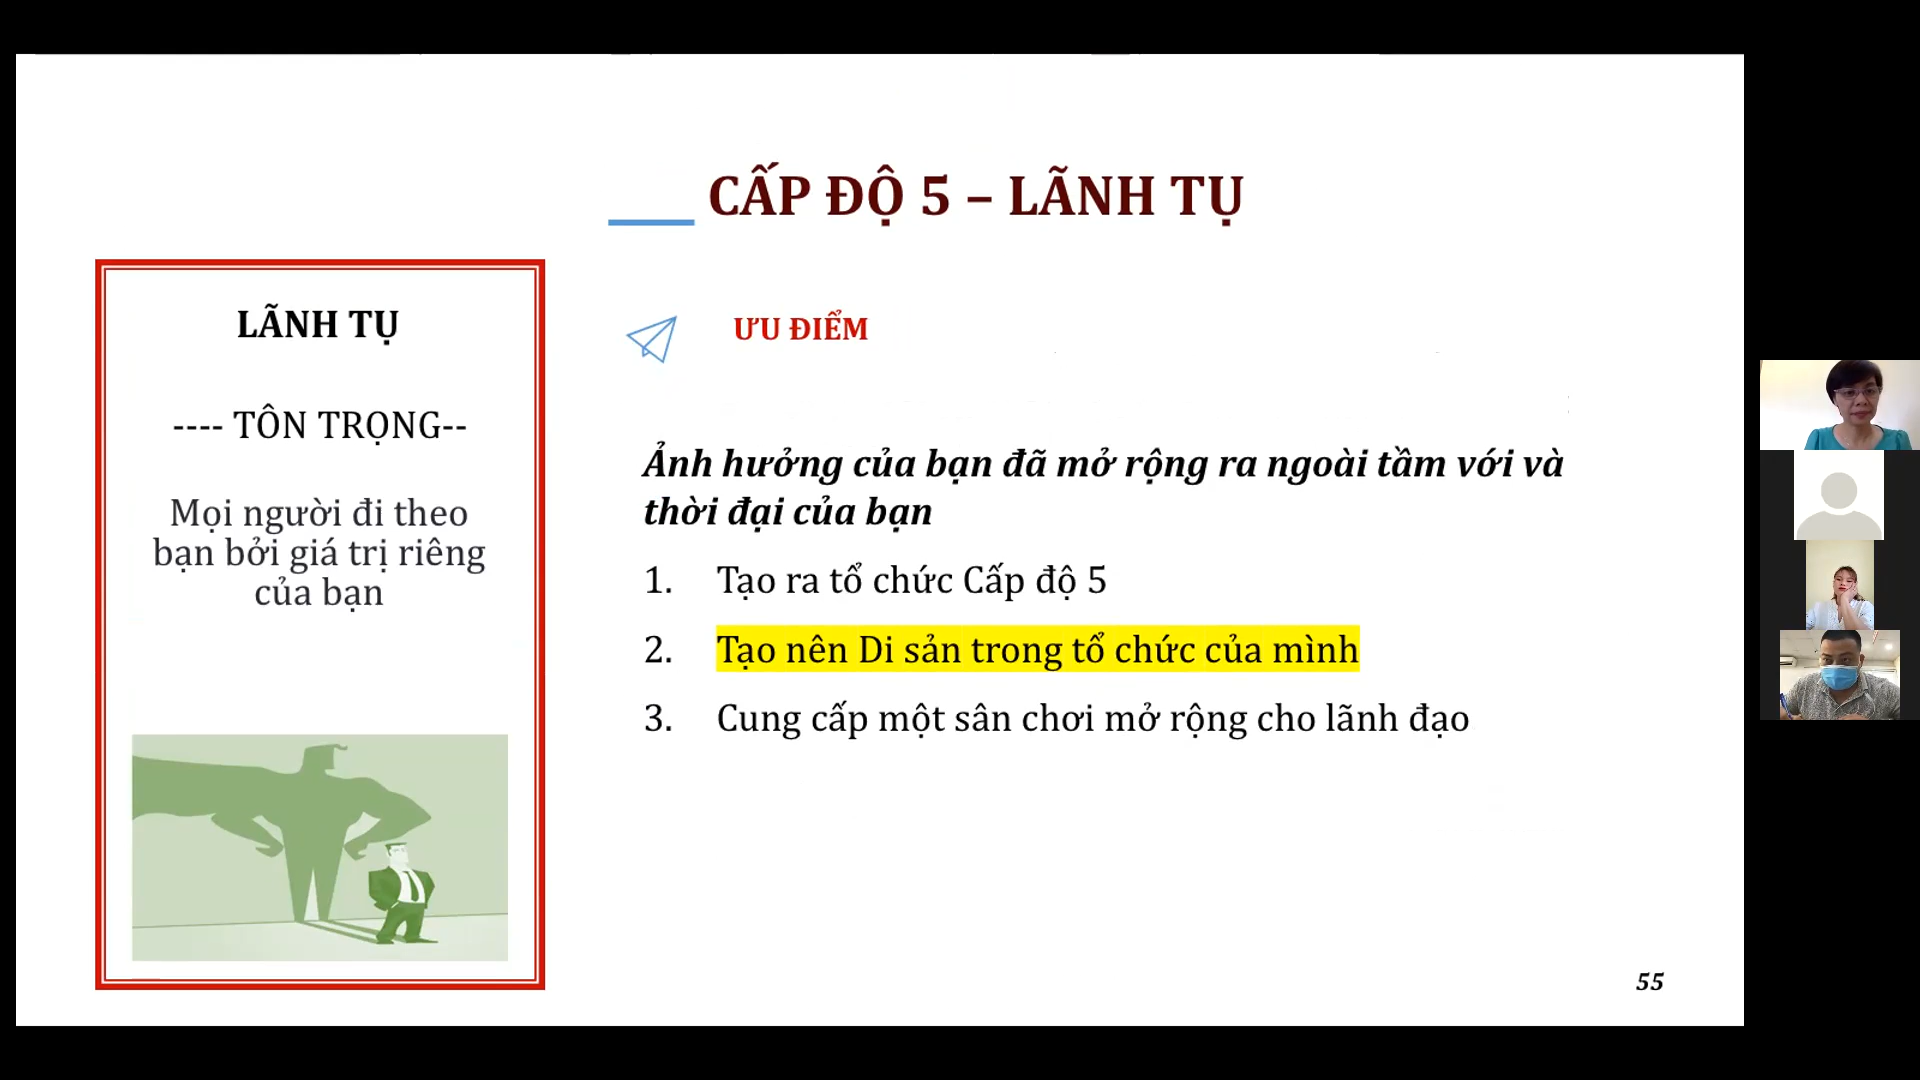 CẤP ĐỘ 5 – LÃNH TỤ
LÃNH TỤ
---- TÔN TRỌNG--
Mọi người đi theo
bạn bởi giá trị riêng
của bạn
ƯU ĐIỂM
Ảnh hưởng của bạn đã mở rộng ra ngoài tầm với và
thời đại của bạn
1. Tạo ra tổ chức Cấp độ 5
2. Tạo nên Di sản trong tổ chức của mình
3. Cung cấp một sân chơi mở rộng cho lãnh đạo
55